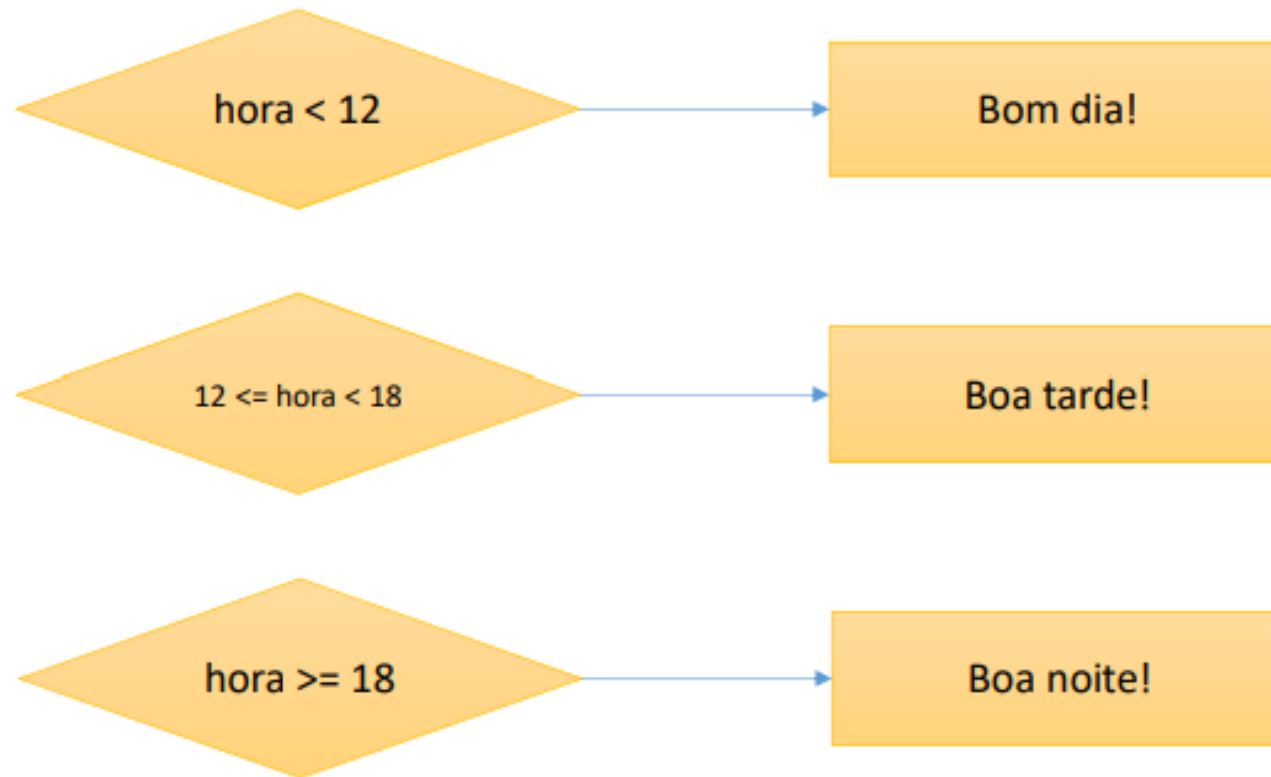 hora < 12
Bom dia!
12 <= hora < 18
Boa tarde!
hora >= 18
Boa noite!